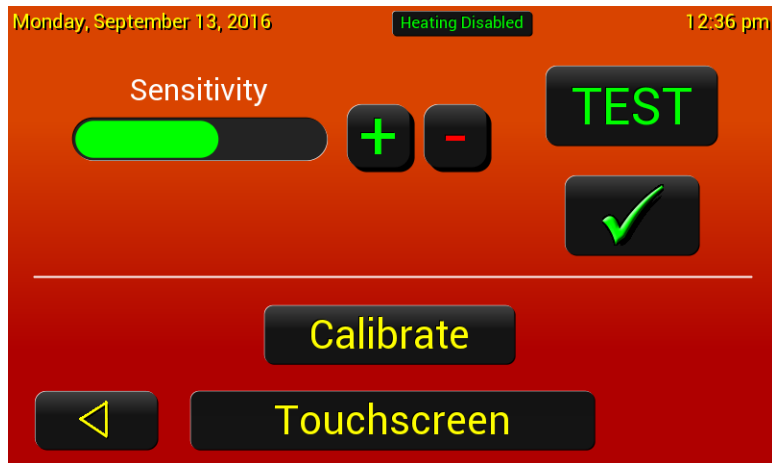 Monday, September 13, 2016
Heating Disabled
12:36 pm
Sensitivity
TEST
+
-
Calibrate
Touchscreen